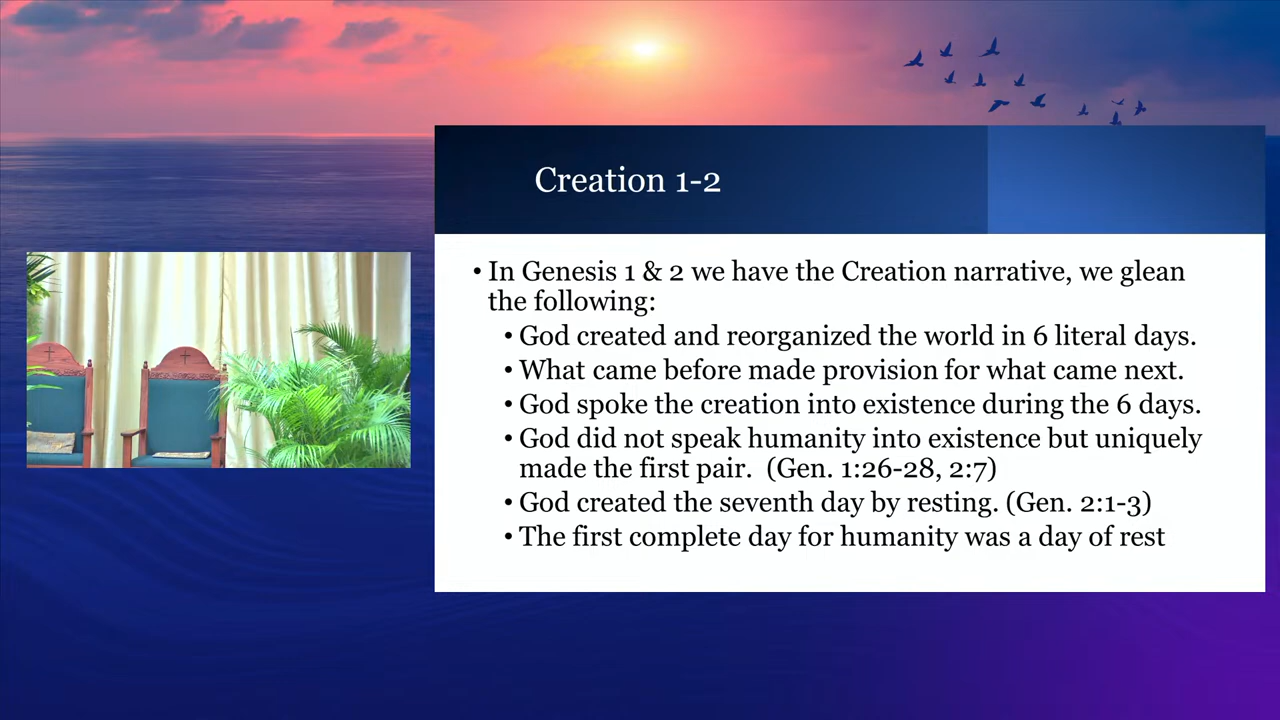 Creation 1-2
• In Genesis 1 & 2 we have the Creation narrative, we glean
the following:
• God created and reorganized the world in 6 literal days.
• What came before made provision for what came next.
• God spoke the creation into existence during the 6 days.
• God did not speak humanity into existence but uniquely
made the first pair.  (Gen. 1:26-28, 2:7)
• God created the seventh day by resting. (Gen. 2:1-3)
• The first complete day for humanity was a day of rest